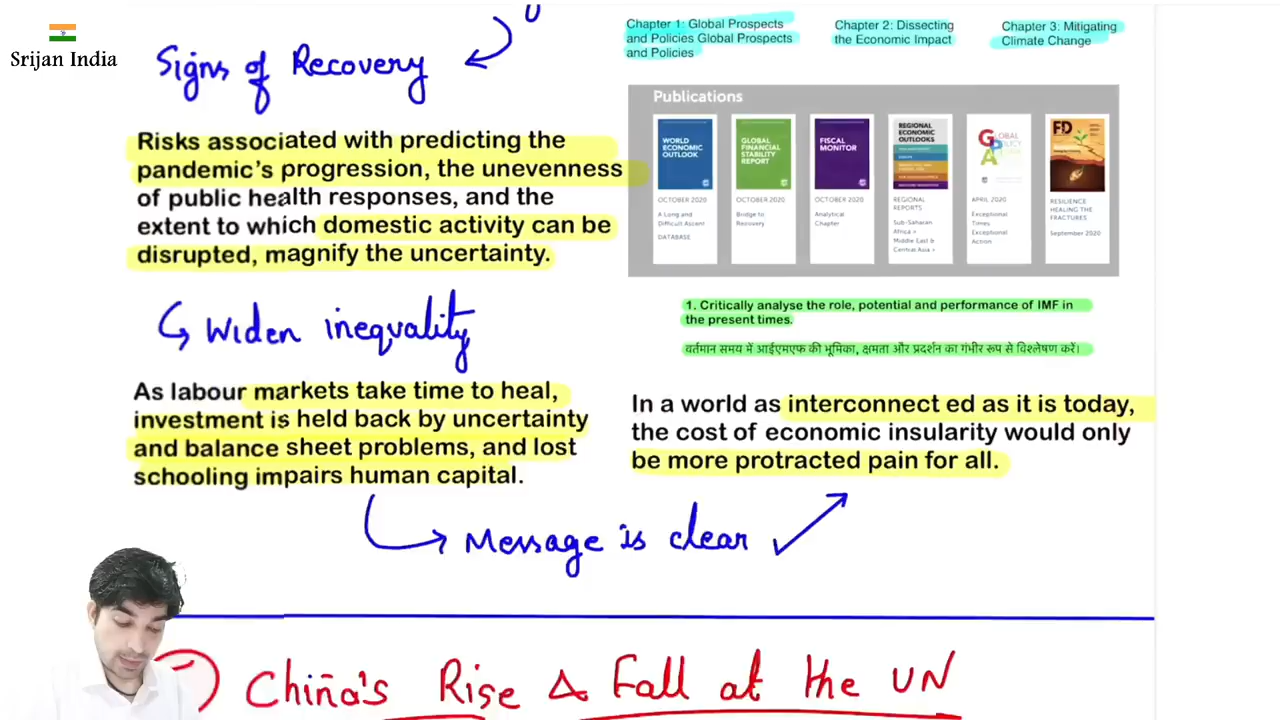 Srijan India
Signs of Recovery
Risks associated with predicting the
pandemic's progression, the unevenness
of public health responses, and the
extent to which domestic activity can be
disrupted, magnify the uncertainty.
Widen inequality
As labour markets take time to heal,
investment is held back by uncertainty
and balance sheet problems, and lost
schooling impairs human capital.
Message is clear
Chapter 1: Global Prospects
and Policies Global Prospects
and Policies
Chapter 2: Dissecting
the Economic Impact
Chapter 3: Mitigating
Climate Change
Publications
WORLD
ECONOMIC
OUTLOOK
OCTOBER 2020
A Long and
Difficult Ascent
DATABASE
GLOBAL
FINANCIAL
STABILITY
REPORT
OCTOBER 2020
Bridge to
Recovery
FISCAL
MONITOR
OCTOBER 2020
Analytical
Chapter
REGIONAL
ECONOMIC
OUTLOOKS
REGIONAL
REPORTS
Sub-Saharan
Africa »
Middle East &
Central Asia »
GLOBAL
POLICY
APRIL 2020
Exceptional
Times
Exceptional
Action
FD
RESILIENCE
HEALING THE
FRACTURES
September 2020
1. Critically analyse the role, potential and performance of IMF in
the present times.
वर्तमान समय में आईएमएफ की भूमिका, क्षमता और प्रदर्शन का गंभीर रूप से विश्लेषण करें।
In a world as interconnect ed as it is today,
the cost of economic insularity would only
be more protracted pain for all.
China's Rise & Fall at the UN